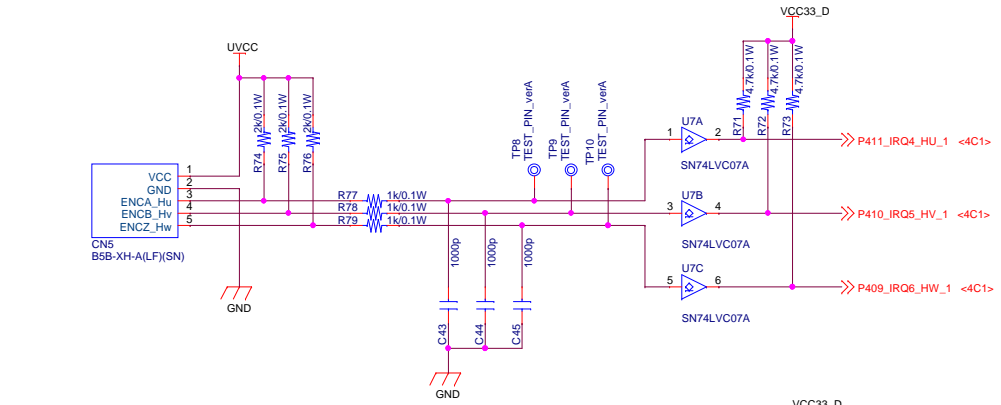 VCC33_D
UVCC
2k/0.1W
2k/0.1W
2k/0.1W
R74
R75
R76
TP8
TEST_PIN_verA
TP9
TEST_PIN_verA
TP10
TEST_PIN_verA
4.7k/0.1W
4.7k/0.1W
4.7k/0.1W
R71
R72
R73
U7A
1
2
SN74LVC07A
P411_IRQ4_HU_1 <4C1>
VCC 1
GND 2
ENCA_Hu 3
ENCB_Hv 4
ENCZ_Hw 5
CN5
B5B-XH-A(LF)(SN)
R77 1k/0.1W
R78 1k/0.1W
R79 1k/0.1W
U7B
3
4
SN74LVC07A
P410_IRQ5_HV_1 <4C1>
1000p
1000p
1000p
C43
C44
C45
U7C
5
6
SN74LVC07A
P409_IRQ6_HW_1 <4C1>
GND
GND
VCC33_D